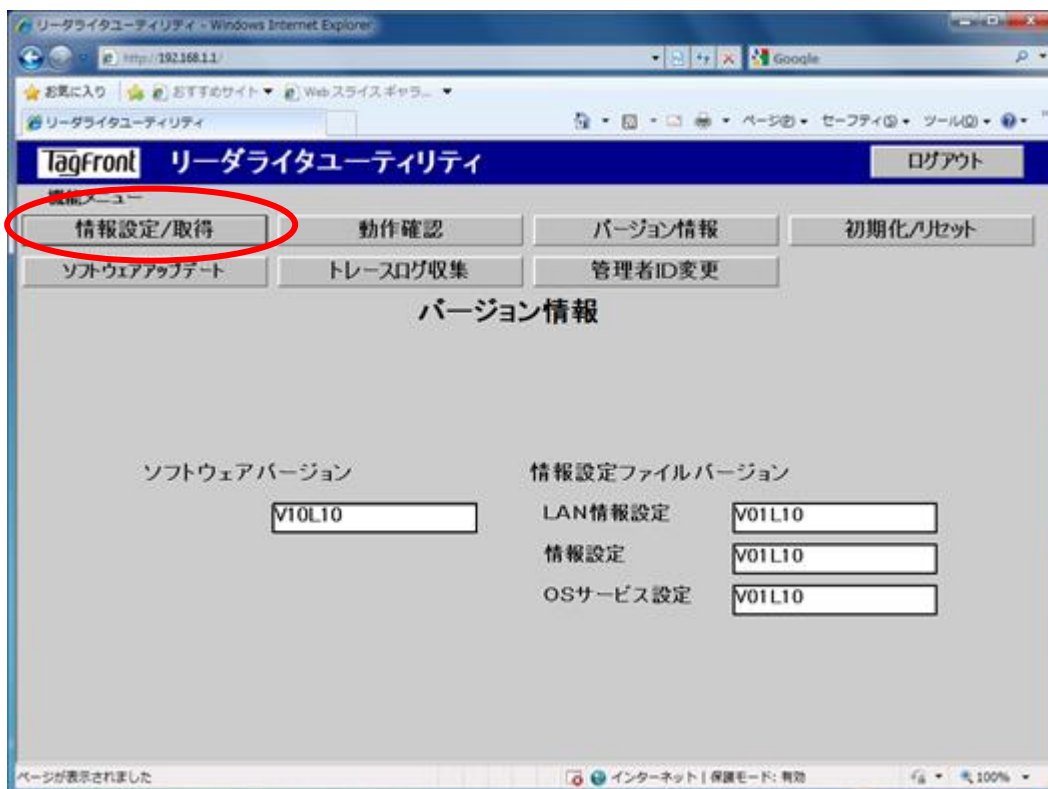 リーダライタユーティリティ - Windows Internet Explorer
http://192.168.1.1/
Google
お気に入り おすすめサイト Web スライス ギャラ...
リーダライタユーティリティ ページ(P) セーフティ(S) ツール(O)
TagFront リーダライタユーティリティ ログアウト
機能メニュー
情報設定/取得 動作確認 バージョン情報 初期化/リセット
ソフトウェアアップデート トレースログ収集 管理者ID変更
バージョン情報
ソフトウェアバージョン 情報設定ファイルバージョン
V10L10 LAN情報設定 V01L10
情報設定 V01L10
OSサービス設定 V01L10
ページが表示されました インターネット | 保護モード: 有効 100%